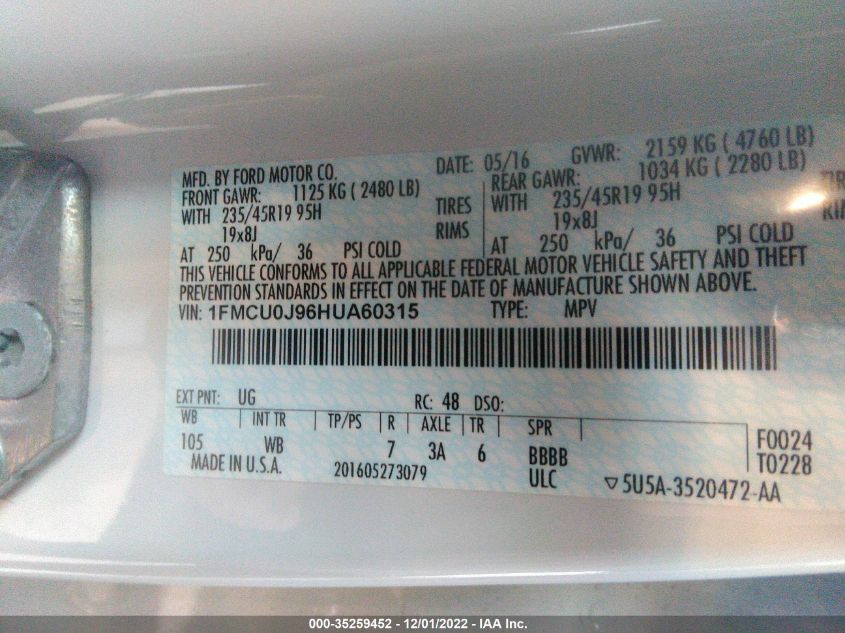 MFD. BY FORD MOTOR CO. DATE: 05/16 GVWR: 2159 KG ( 4760 LB)
FRONT GAWR: 1125 KG ( 2480 LB) REAR GAWR: 1034 KG ( 2280 LB)
WITH 235/45R19 95H TIRES WITH 235/45R19 95H TIR
19x8J RIMS 19x8J RIM
AT 250 kPa/ 36 PSI COLD AT 250 kPa/ 36 PSI COLD
THIS VEHICLE CONFORMS TO ALL APPLICABLE FEDERAL MOTOR VEHICLE SAFETY AND THEFT
PREVENTION STANDARDS IN EFFECT ON THE DATE OF MANUFACTURE SHOWN ABOVE.
VIN: 1FMCU0J96HUA60315 TYPE: MPV
EXT PNT: UG RC: 48 DSO:
WB INT TR TP/PS R AXLE TR SPR F0024
105 WB 7 3A 6 BBBB T0228
MADE IN U.S.A. 201605273079 ULC ▽5U5A-3520472-AA
000-35259452 - 12/01/2022 - IAA Inc.